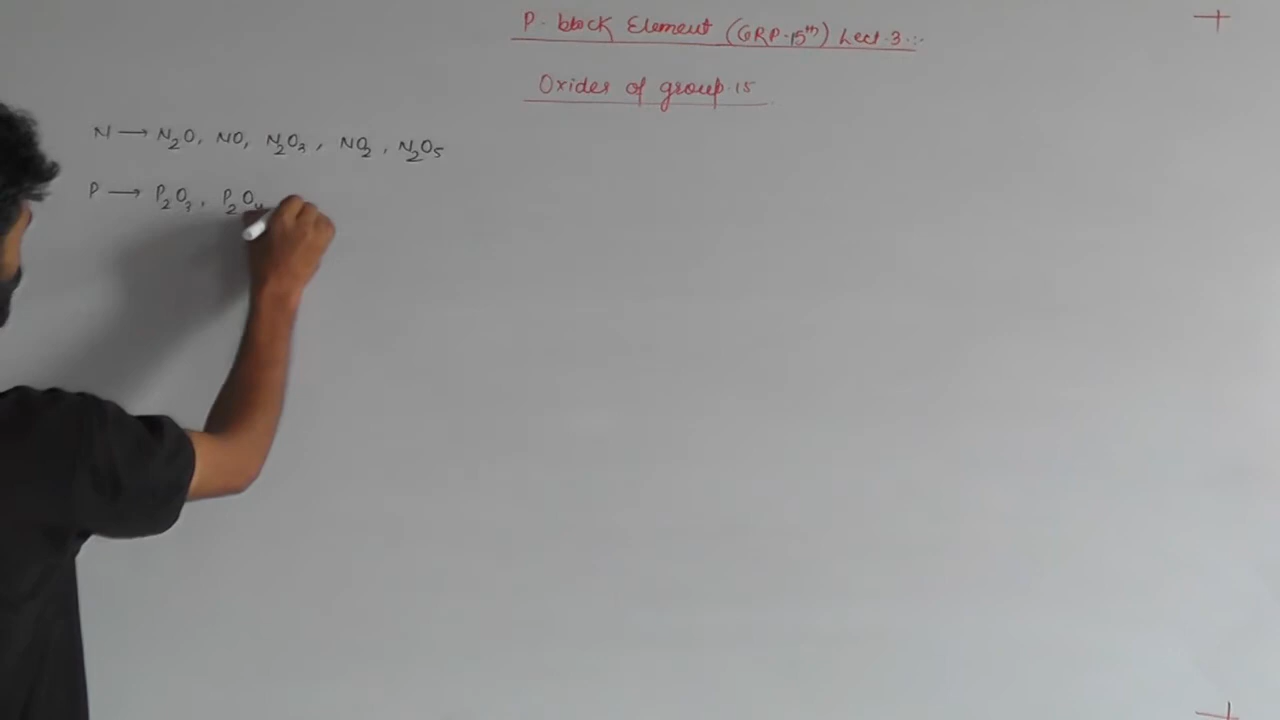 P-block Element (GRP-15th) Lect-3:-
Oxides of group-15
N → N₂O, NO, N₂O₃, NO₂, N₂O₅
P → P₂O₃, P₂O₄